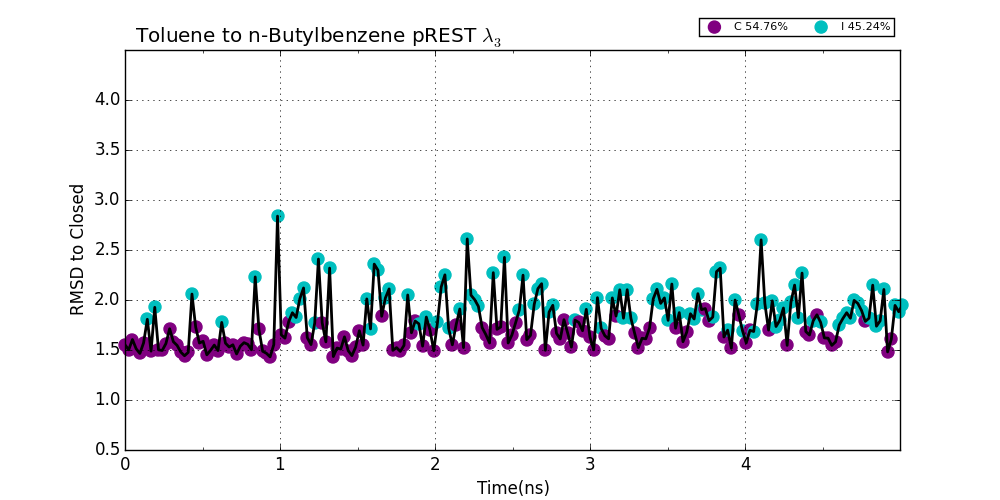 Toluene to n-Butylbenzene pREST λ₃
C 54.76% I 45.24%
RMSD to Closed
4.0
3.5
3.0
2.5
2.0
1.5
1.0
0.5
0 1 2 3 4
Time(ns)